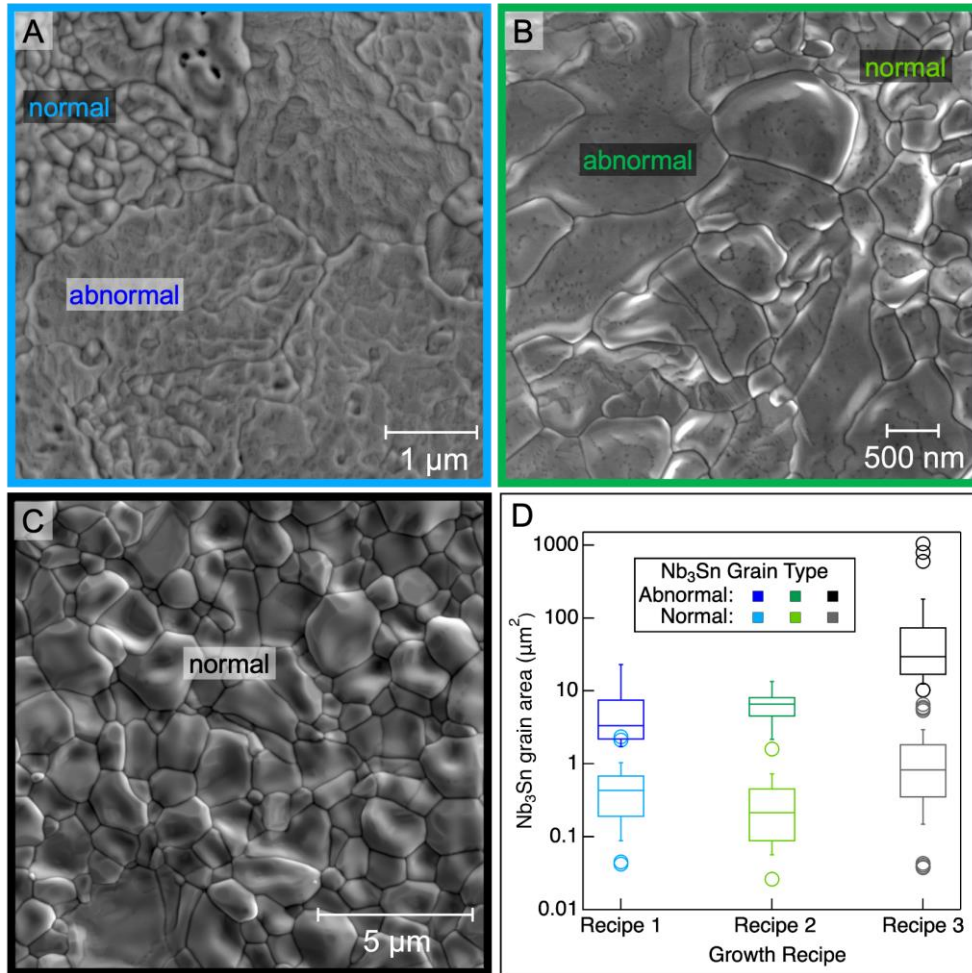 A
normal
abnormal
1 μm
B
normal
abnormal
500 nm
C
normal
5 μm
D
1000
100
10
1
0.1
0.01
Nb₃Sn grain area (μm²)
Nb₃Sn Grain Type
Abnormal:
Normal:
Recipe 1
Recipe 2
Recipe 3
Growth Recipe